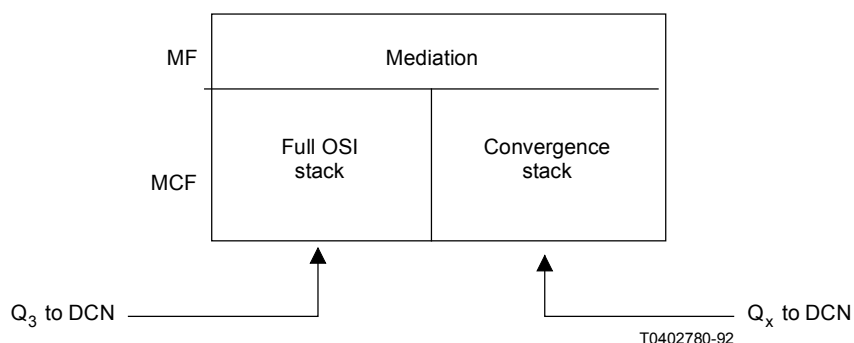 MF
Mediation
Full OSI
stack
Convergence
stack
MCF
Q3 to DCN
Qx to DCN
T0402780-92